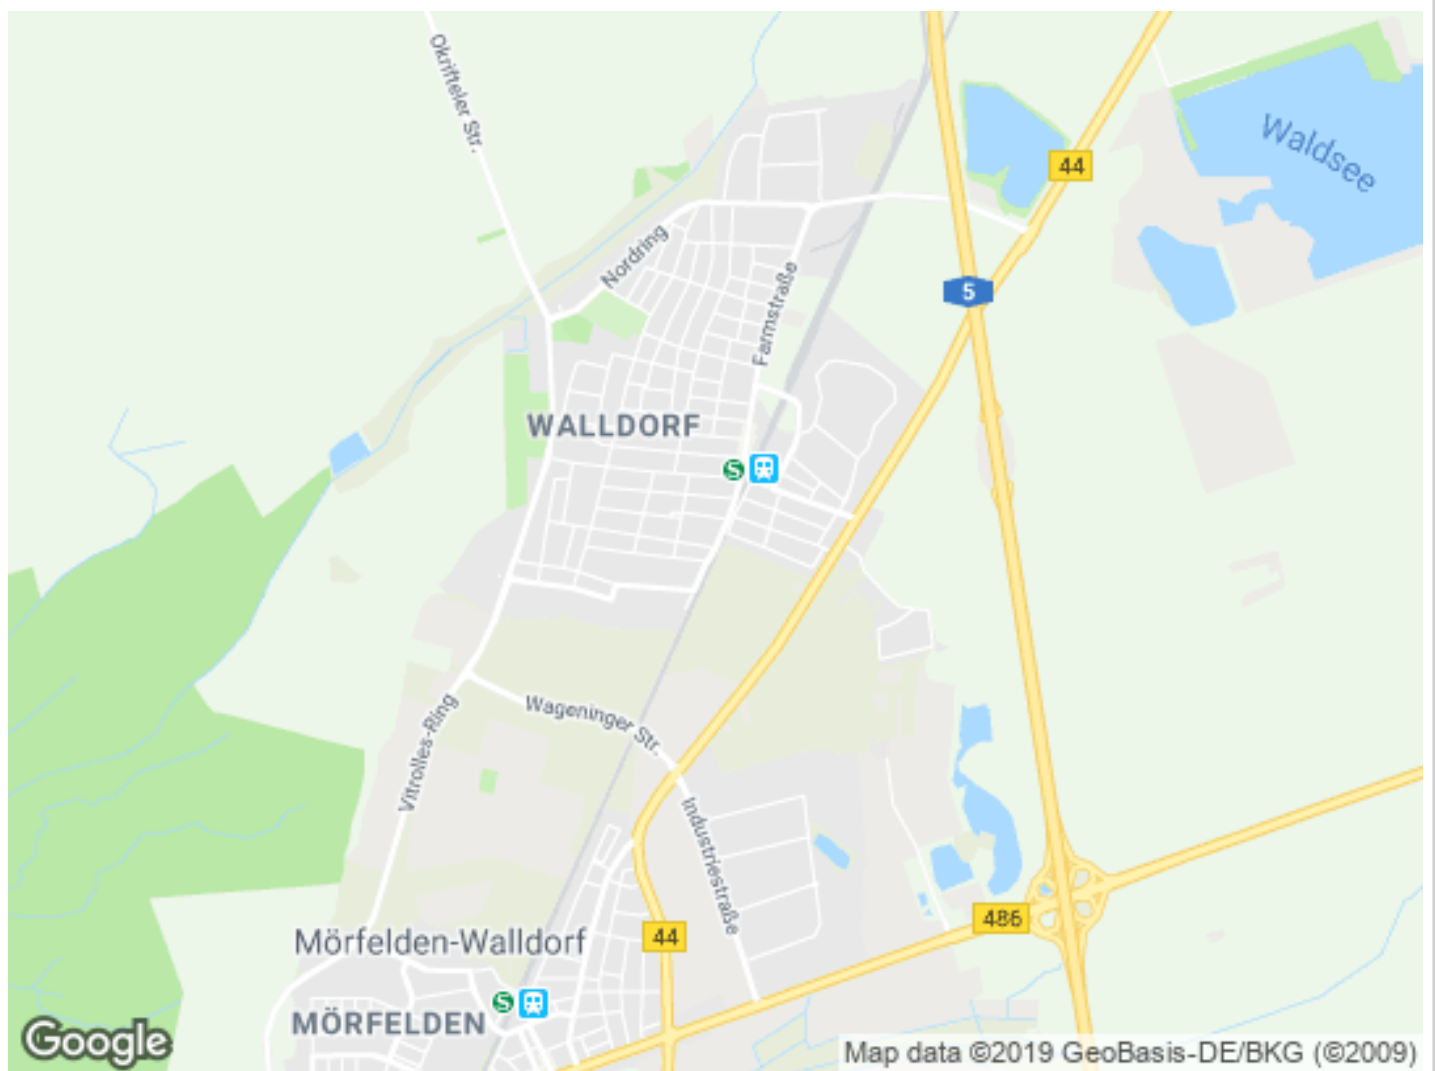 Okrifteler Str.
Waldsee
44
Nordring
Farmstraße
5
WALLDORF
S
Wageninger Str.
Vitrolles-Ring
Industriestraße
486
Mörfelden-Walldorf
44
S
MÖRFELDEN
Google
Map data ©2019 GeoBasis-DE/BKG (©2009)